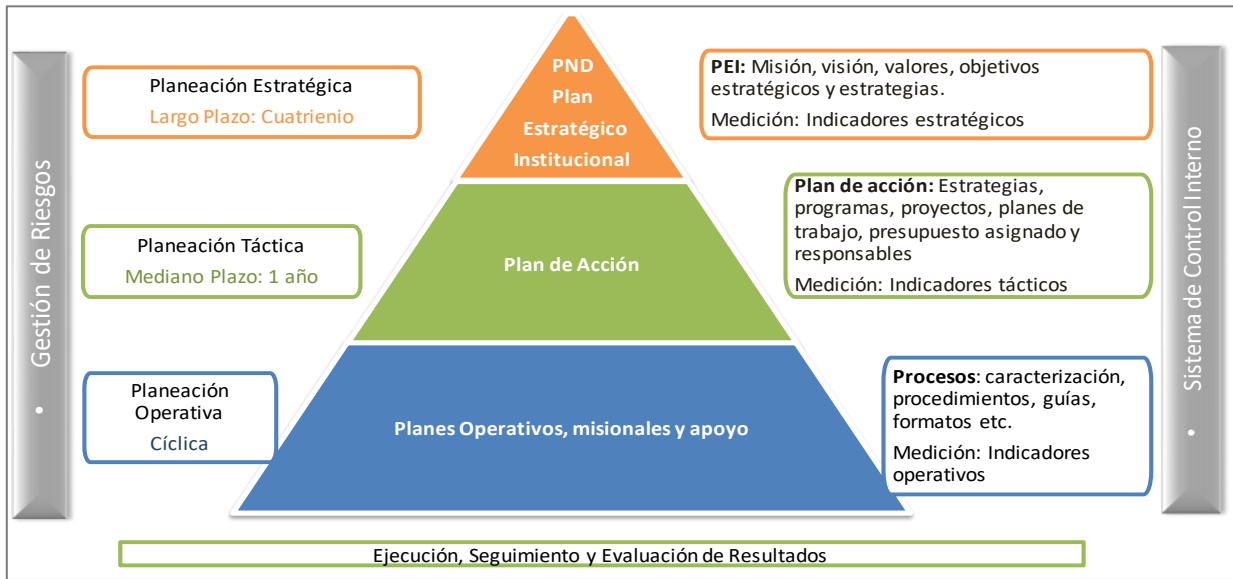 Gestión de Riesgos
•
Planeación Estratégica
Largo Plazo: Cuatrienio
PND
Plan
Estratégico
Institucional
PEI: Misión, visión, valores, objetivos
estratégicos y estrategias.
Medición: Indicadores estratégicos
Planeación Táctica
Mediano Plazo: 1 año
Plan de Acción
Plan de acción: Estrategias,
programas, proyectos, planes de
trabajo, presupuesto asignado y
responsables
Medición: Indicadores tácticos
Planeación
Operativa
Cíclica
Planes Operativos, misionales y apoyo
Procesos: caracterización,
procedimientos, guías,
formatos etc.
Medición: Indicadores
operativos
Sistema de Control Interno
•
Ejecución, Seguimiento y Evaluación de Resultados